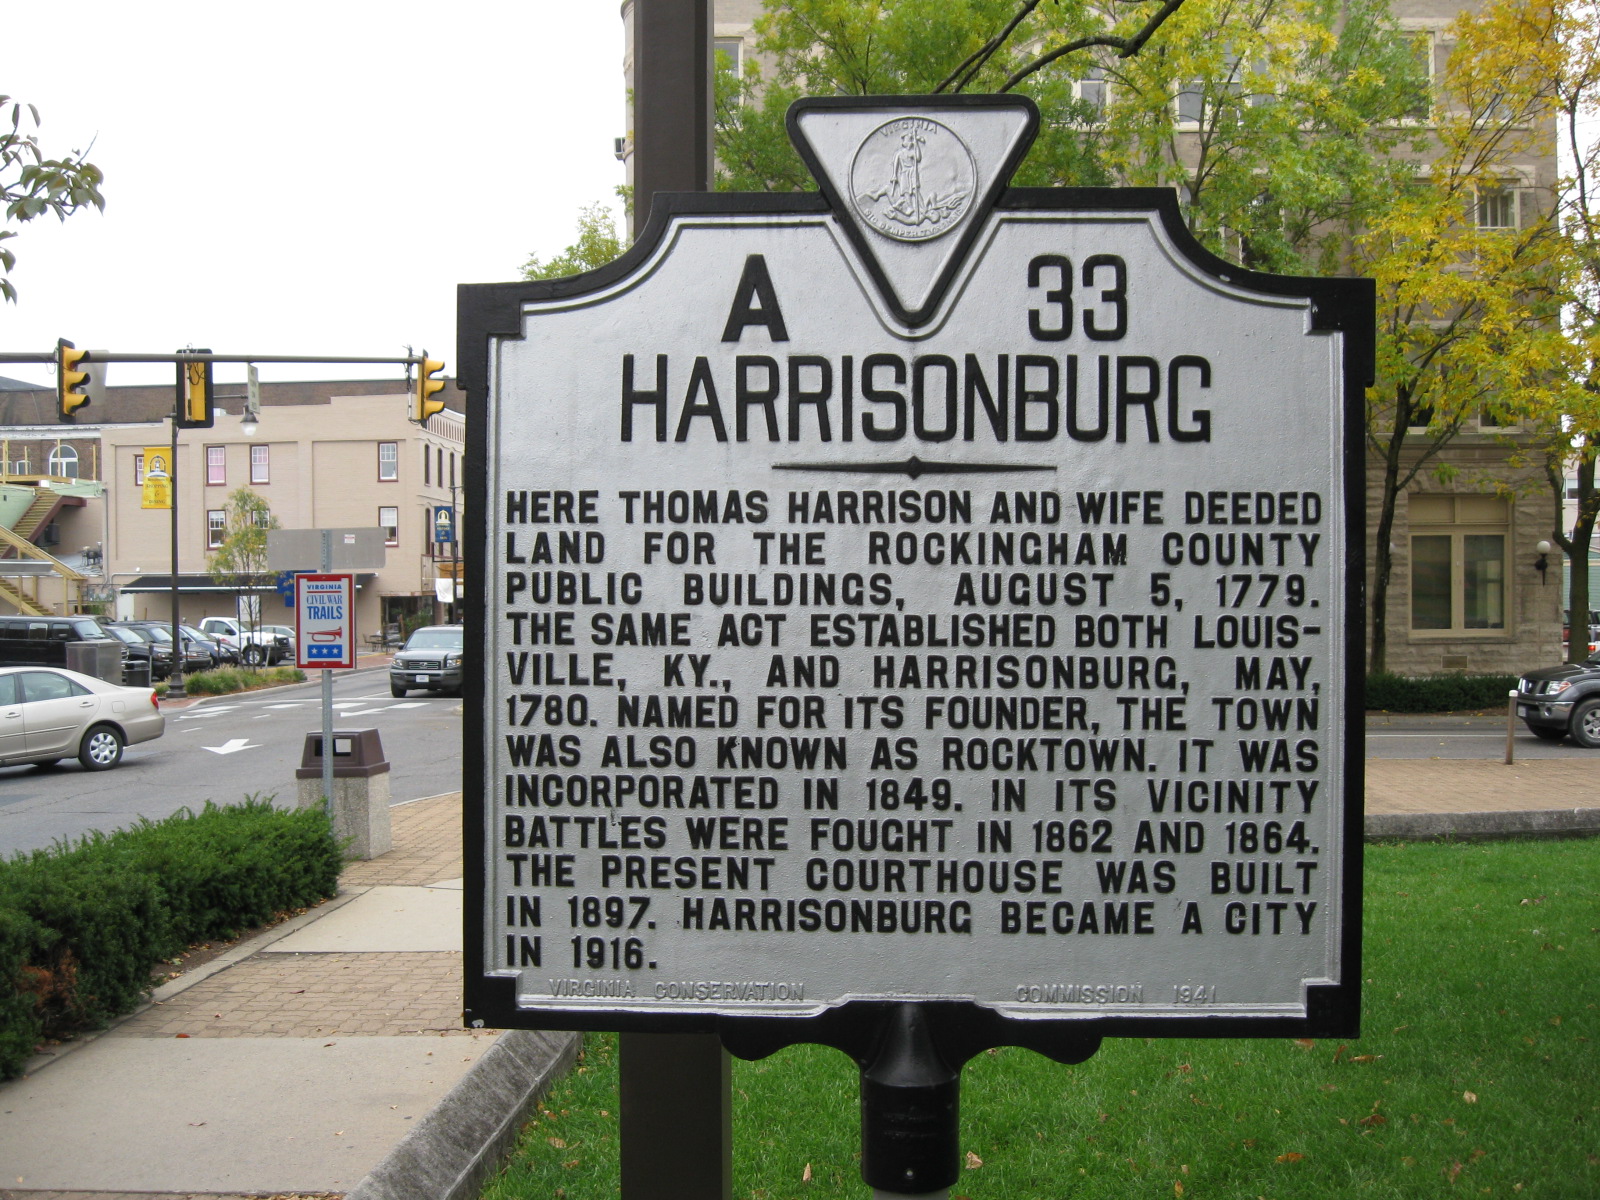 VIRGINIA
A 33
HARRISONBURG
HERE THOMAS HARRISON AND WIFE DEEDED
LAND FOR THE ROCKINGHAM COUNTY
PUBLIC BUILDINGS, AUGUST 5, 1779.
THE SAME ACT ESTABLISHED BOTH LOUIS-
VILLE, KY., AND HARRISONBURG, MAY,
1780. NAMED FOR ITS FOUNDER, THE TOWN
WAS ALSO KNOWN AS ROCKTOWN. IT WAS
INCORPORATED IN 1849. IN ITS VICINITY
BATTLES WERE FOUGHT IN 1862 AND 1864.
THE PRESENT COURTHOUSE WAS BUILT
IN 1897. HARRISONBURG BECAME A CITY
IN 1916.
VIRGINIA CONSERVATION COMMISSION 1941
VIRGINIA
CIVIL WAR
TRAILS